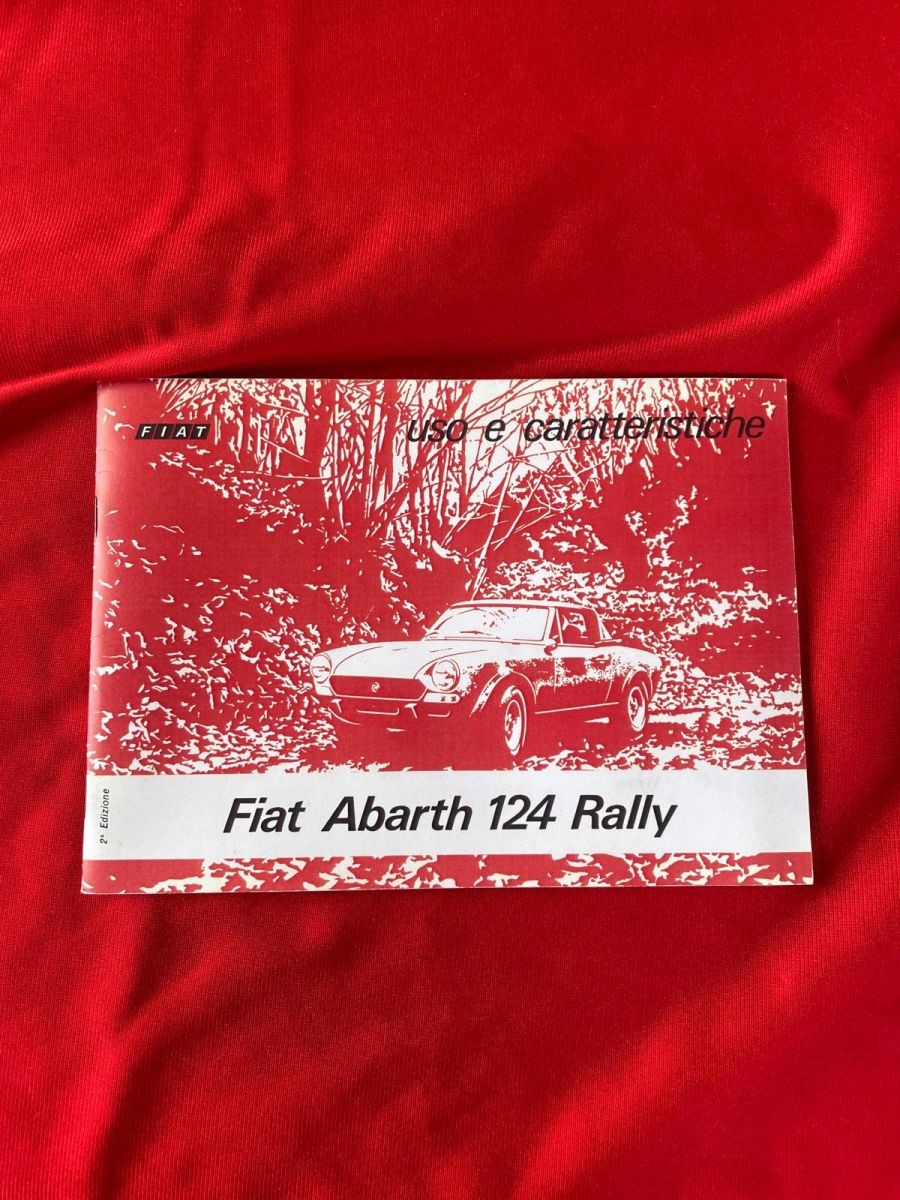 FIAT
uso e caratteristiche
2ª Edizione
Fiat Abarth 124 Rally